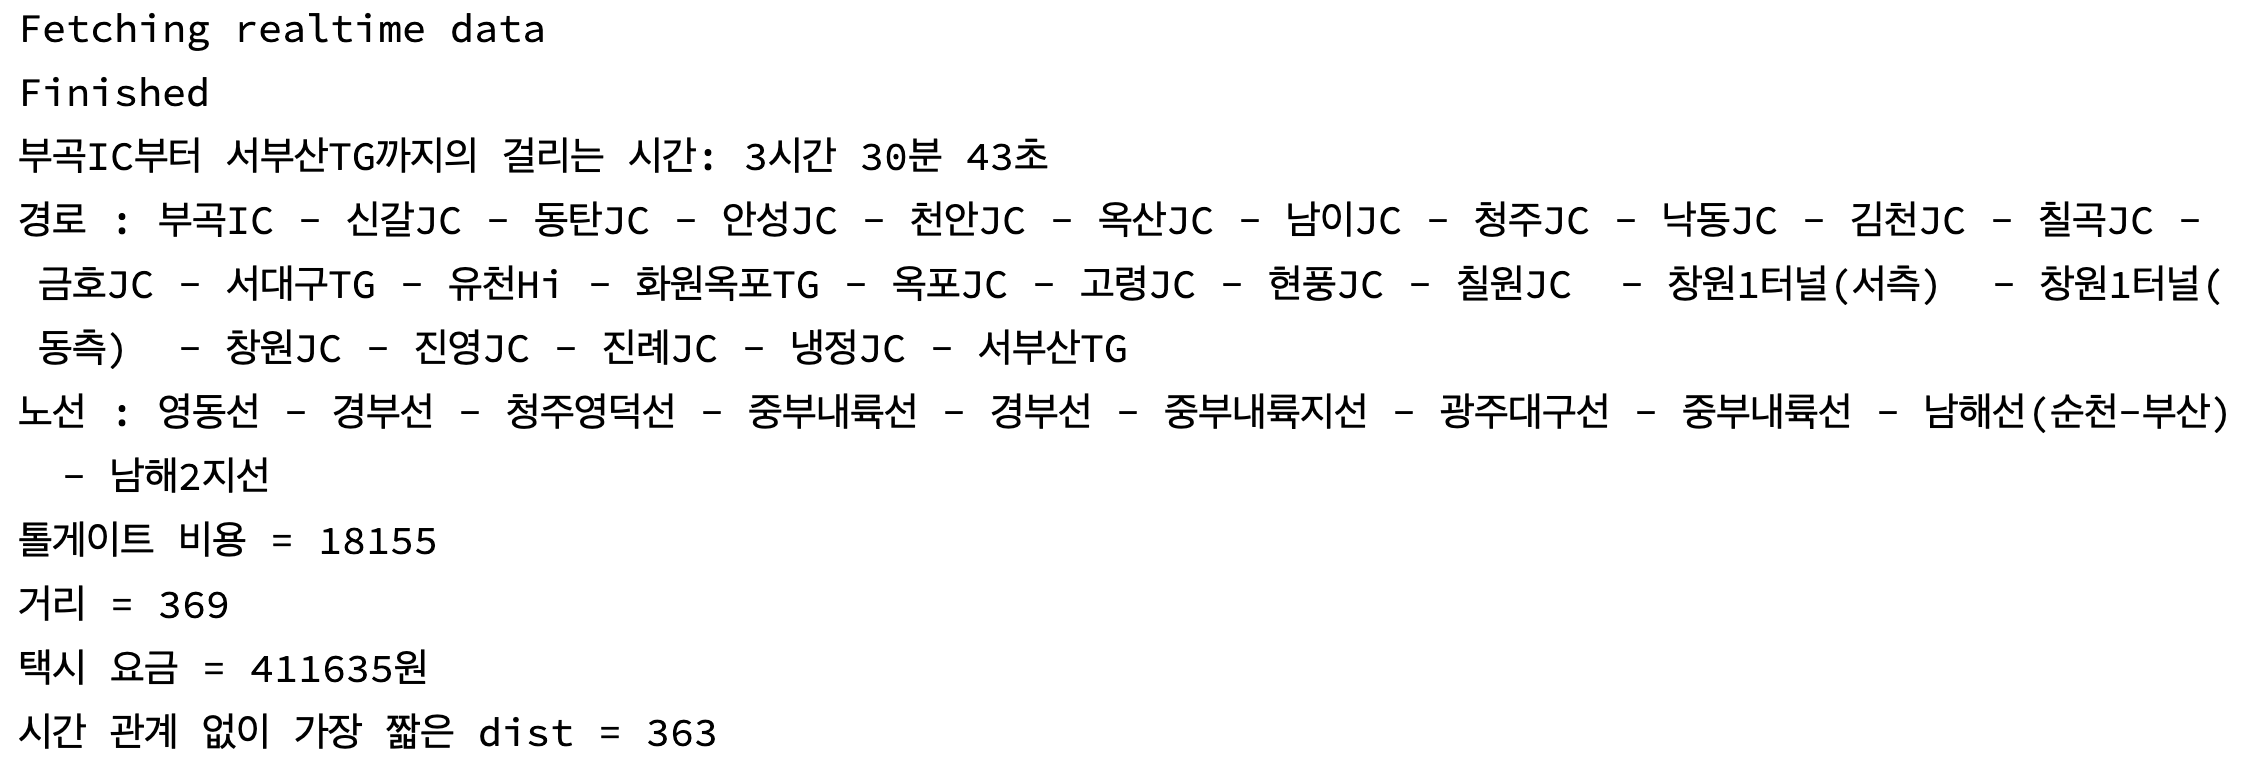 Fetching realtime data
Finished
부곡IC부터 서부산TG까지의 걸리는 시간: 3시간 30분 43초
경로 : 부곡IC - 신갈JC - 동탄JC - 안성JC - 천안JC - 옥산JC - 남이JC - 청주JC - 낙동JC - 김천JC - 칠곡JC -
금호JC - 서대구TG - 유천Hi - 화원옥포TG - 옥포JC - 고령JC - 현풍JC - 칠원JC  - 창원1터널(서측)  - 창원1터널(
동측)  - 창원JC - 진영JC - 진례JC - 냉정JC - 서부산TG
노선 : 영동선 - 경부선 - 청주영덕선 - 중부내륙선 - 경부선 - 중부내륙지선 - 광주대구선 - 중부내륙선 - 남해선(순천-부산)
- 남해2지선
톨게이트 비용 = 18155
거리 = 369
택시 요금 = 411635원
시간 관계 없이 가장 짧은 dist = 363